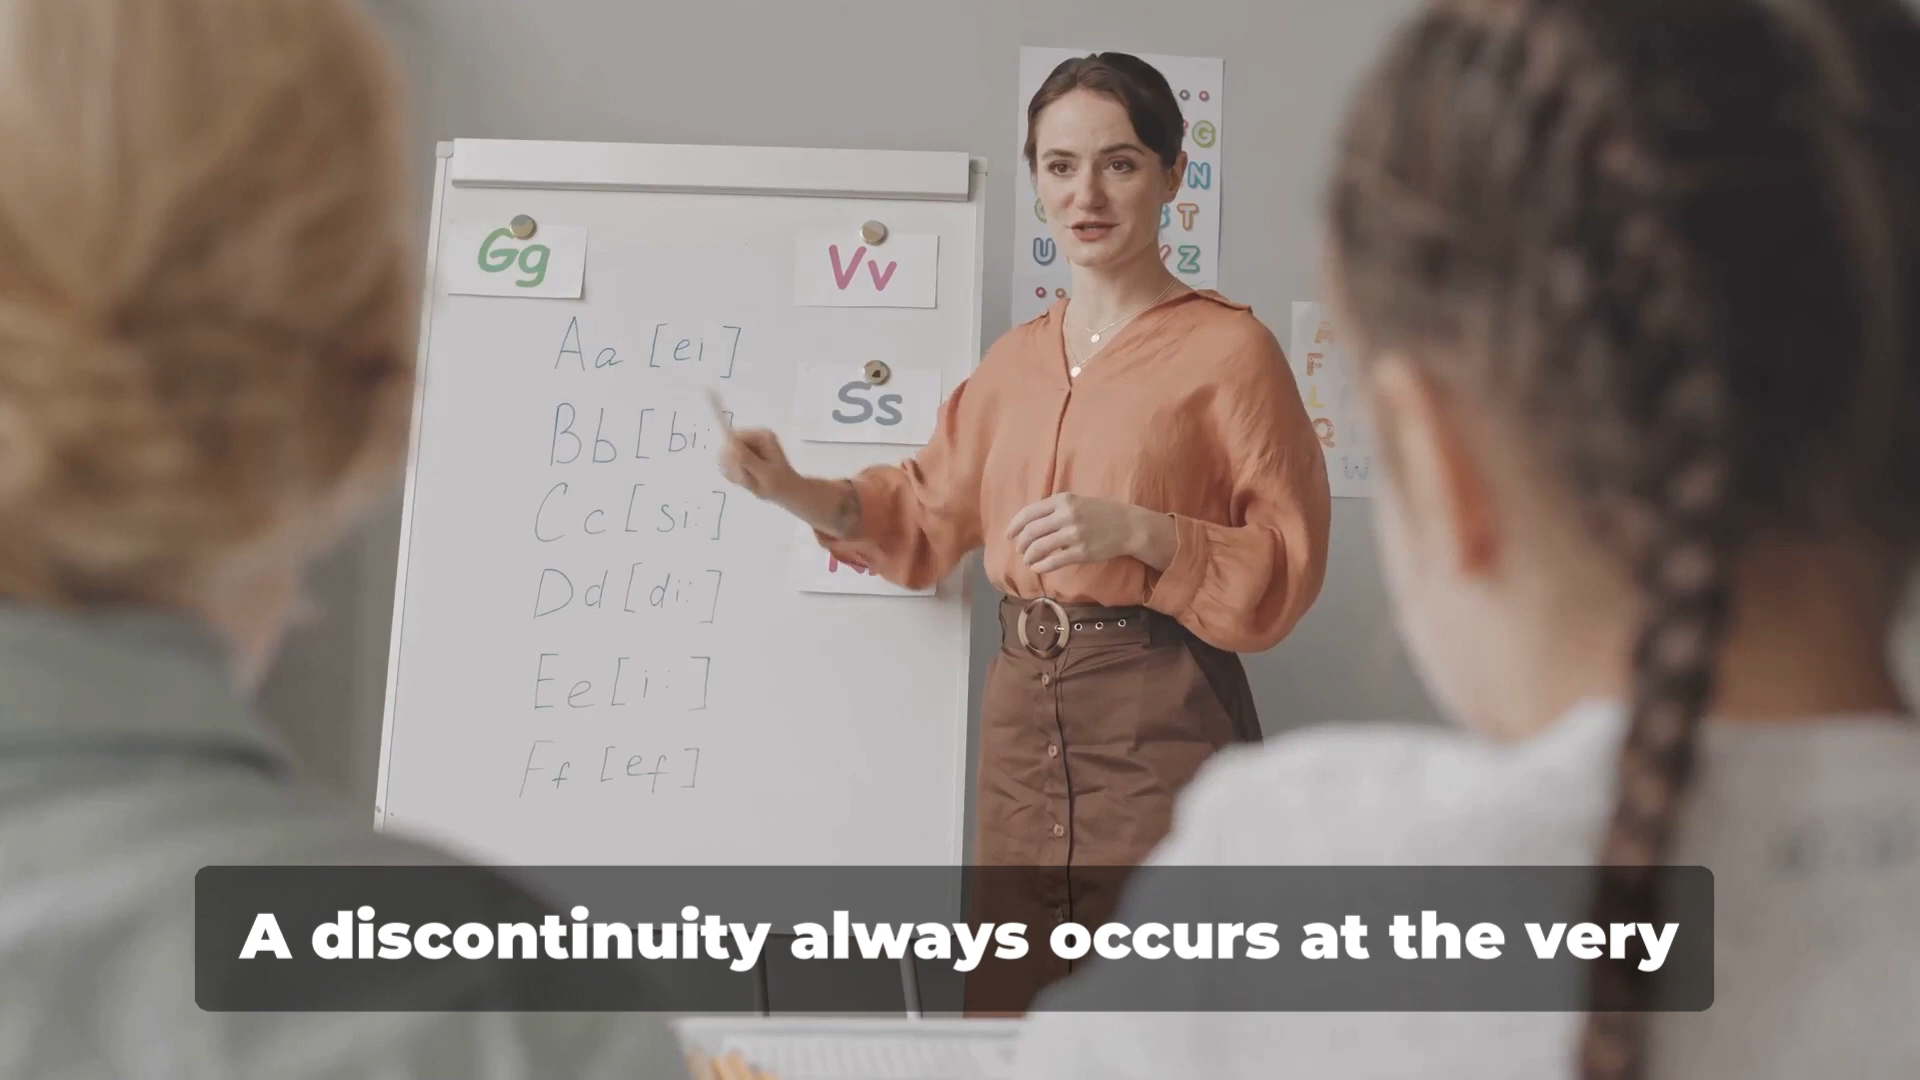 G
N
T
U Z
Gg
Vv
Aa [ei]
Ss
Bb [bi:]
Cc [si:]
Dd [di:]
Ee [i:]
Ff [ef]
A
F
L
Q
W
A discontinuity always occurs at the very